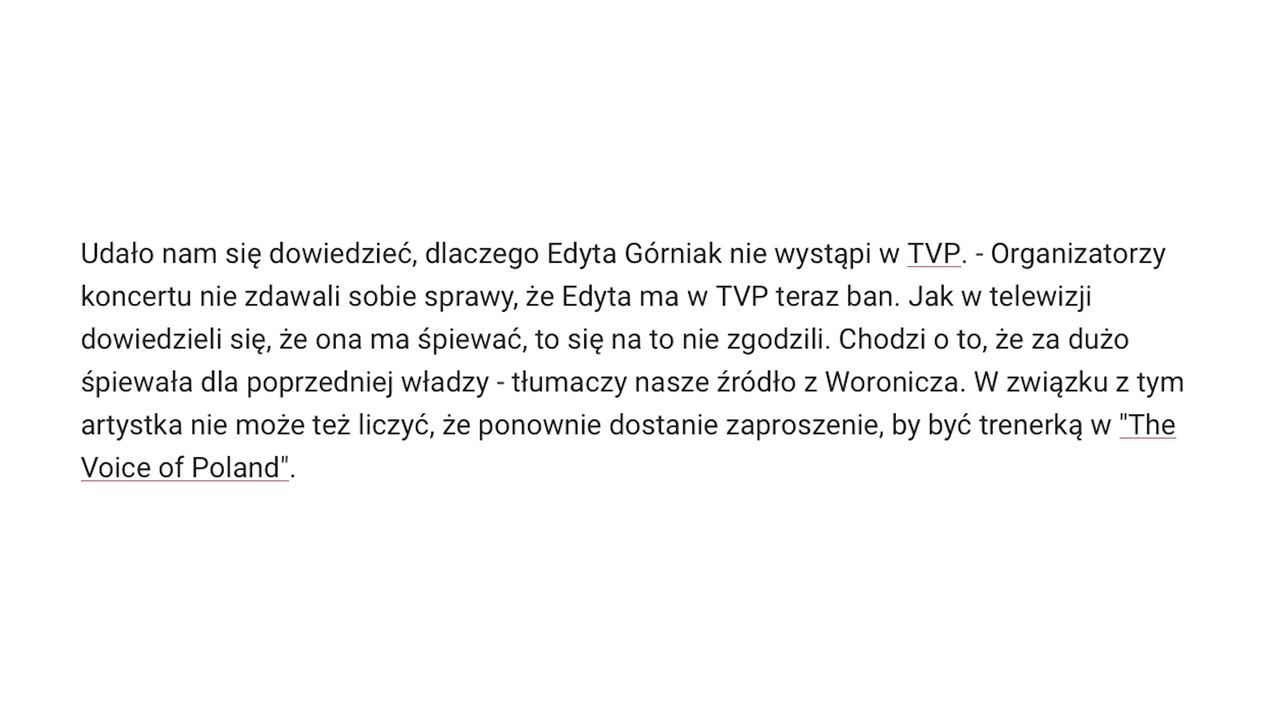 Udało nam się dowiedzieć, dlaczego Edyta Górniak nie wystąpi w TVP. - Organizatorzy
koncertu nie zdawali sobie sprawy, że Edyta ma w TVP teraz ban. Jak w telewizji
dowiedzieli się, że ona ma śpiewać, to się na to nie zgodzili. Chodzi o to, że za dużo
śpiewała dla poprzedniej władzy - tłumaczy nasze źródło z Woronicza. W związku z tym
artystka nie może też liczyć, że ponownie dostanie zaproszenie, by być trenerką w "The
Voice of Poland".